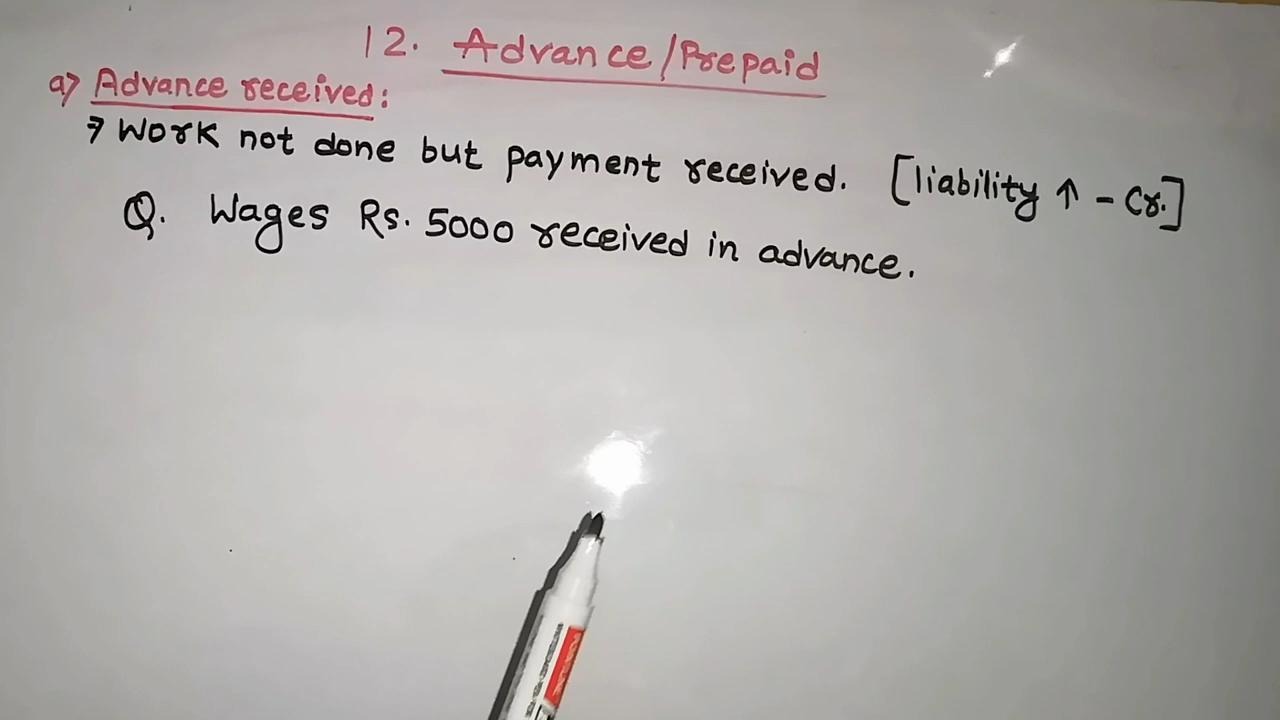 12. Advance/Prepaid
a) Advance received:
→ Work not done but payment received. [liability ↑ - Cr.]
Q. Wages Rs. 5000 received in advance.